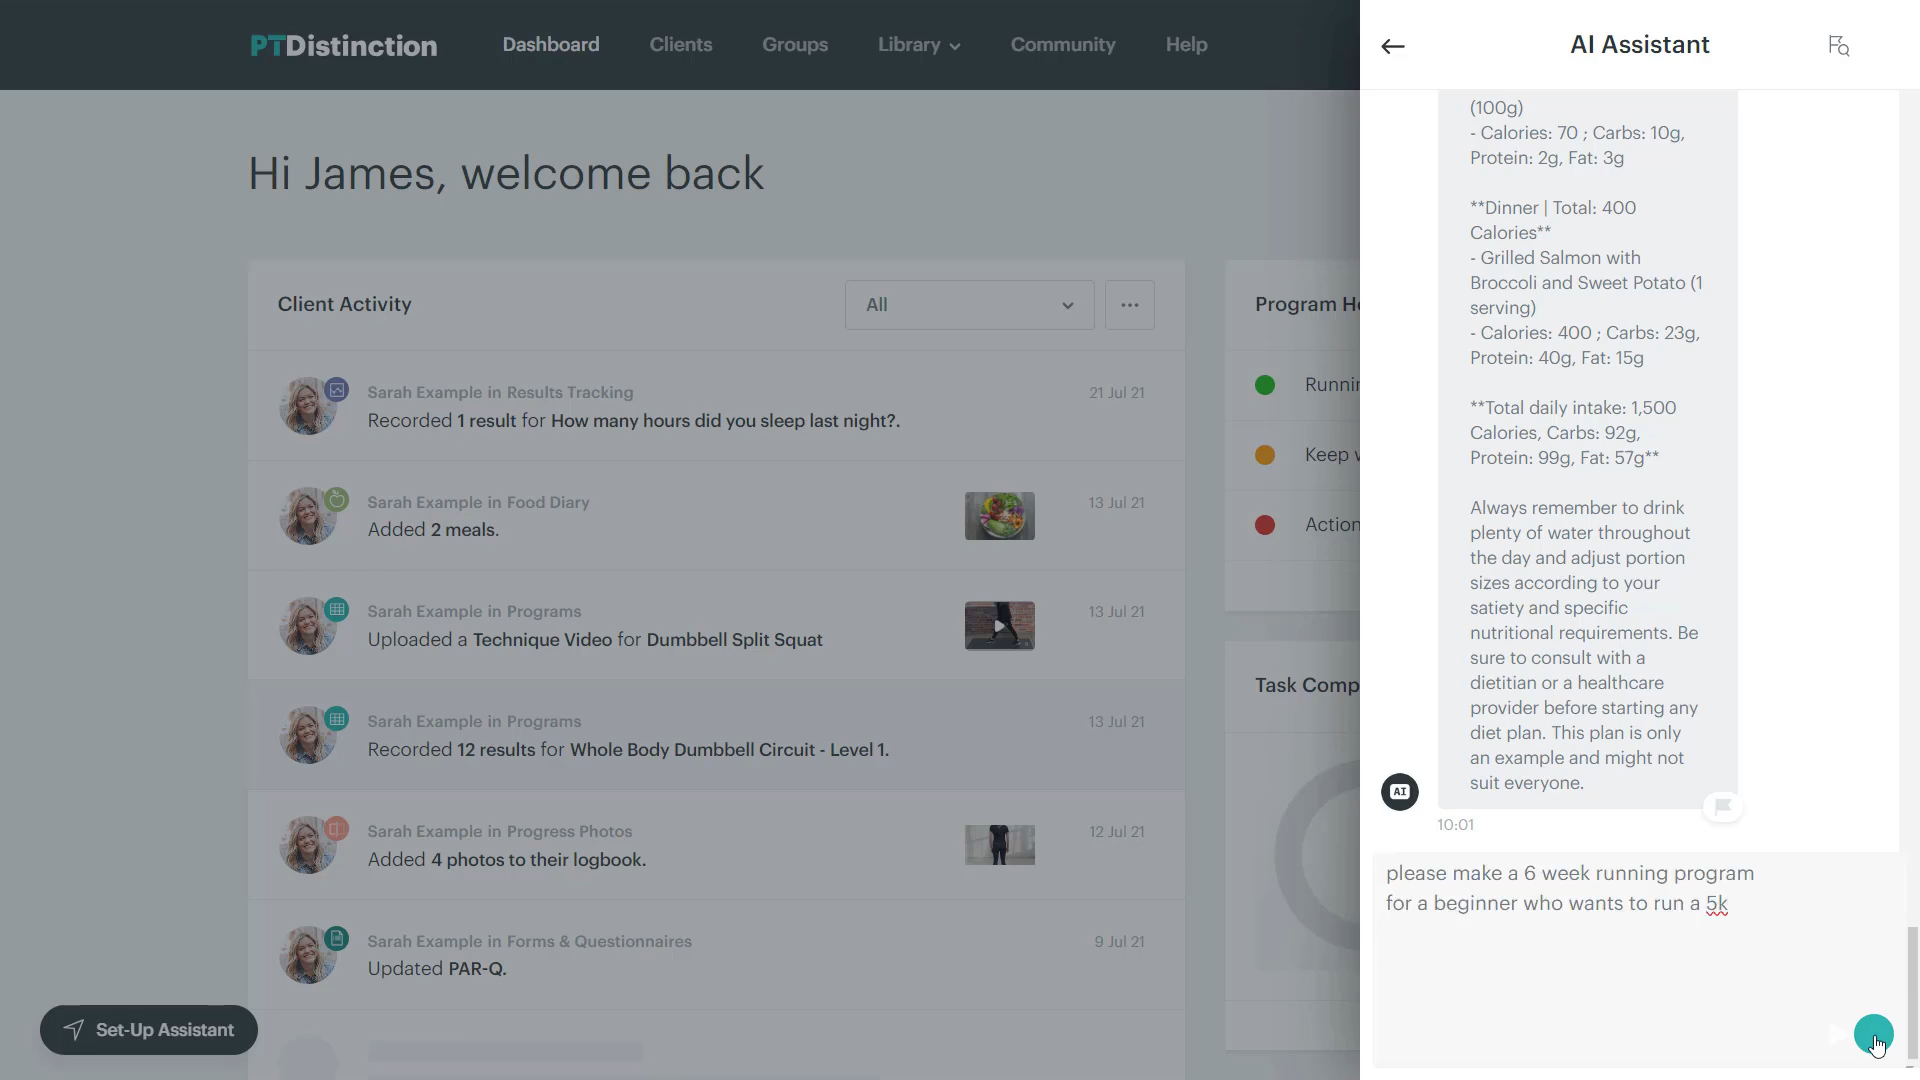 PTDistinction
Dashboard
Clients
Groups
Library
Community
Help
Hi James, welcome back
Client Activity
All
Sarah Example in Results Tracking
21 Jul 21
Recorded 1 result for How many hours did you sleep last night?.
Sarah Example in Food Diary
13 Jul 21
Added 2 meals.
Sarah Example in Programs
13 Jul 21
Uploaded a Technique Video for Dumbbell Split Squat
Sarah Example in Programs
13 Jul 21
Recorded 12 results for Whole Body Dumbbell Circuit - Level 1.
Sarah Example in Progress Photos
12 Jul 21
Added 4 photos to their logbook.
Sarah Example in Forms & Questionnaires
9 Jul 21
Updated PAR-Q.
Set-Up Assistant
Program
Keep
Action
Task Comp
AI Assistant
(100g)
- Calories: 70 ; Carbs: 10g,
Protein: 2g, Fat: 3g
**Dinner | Total: 400
Calories**
- Grilled Salmon with
Broccoli and Sweet Potato (1
serving)
- Calories: 400 ; Carbs: 23g,
Protein: 40g, Fat: 15g
**Total daily intake: 1,500
Calories, Carbs: 92g,
Protein: 99g, Fat: 57g**
Always remember to drink
plenty of water throughout
the day and adjust portion
sizes according to your
satiety and specific
nutritional requirements. Be
sure to consult with a
dietitian or a healthcare
provider before starting any
diet plan. This plan is only
an example and might not
suit everyone.
AI
10:01
please make a 6 week running program
for a beginner who wants to run a 5k